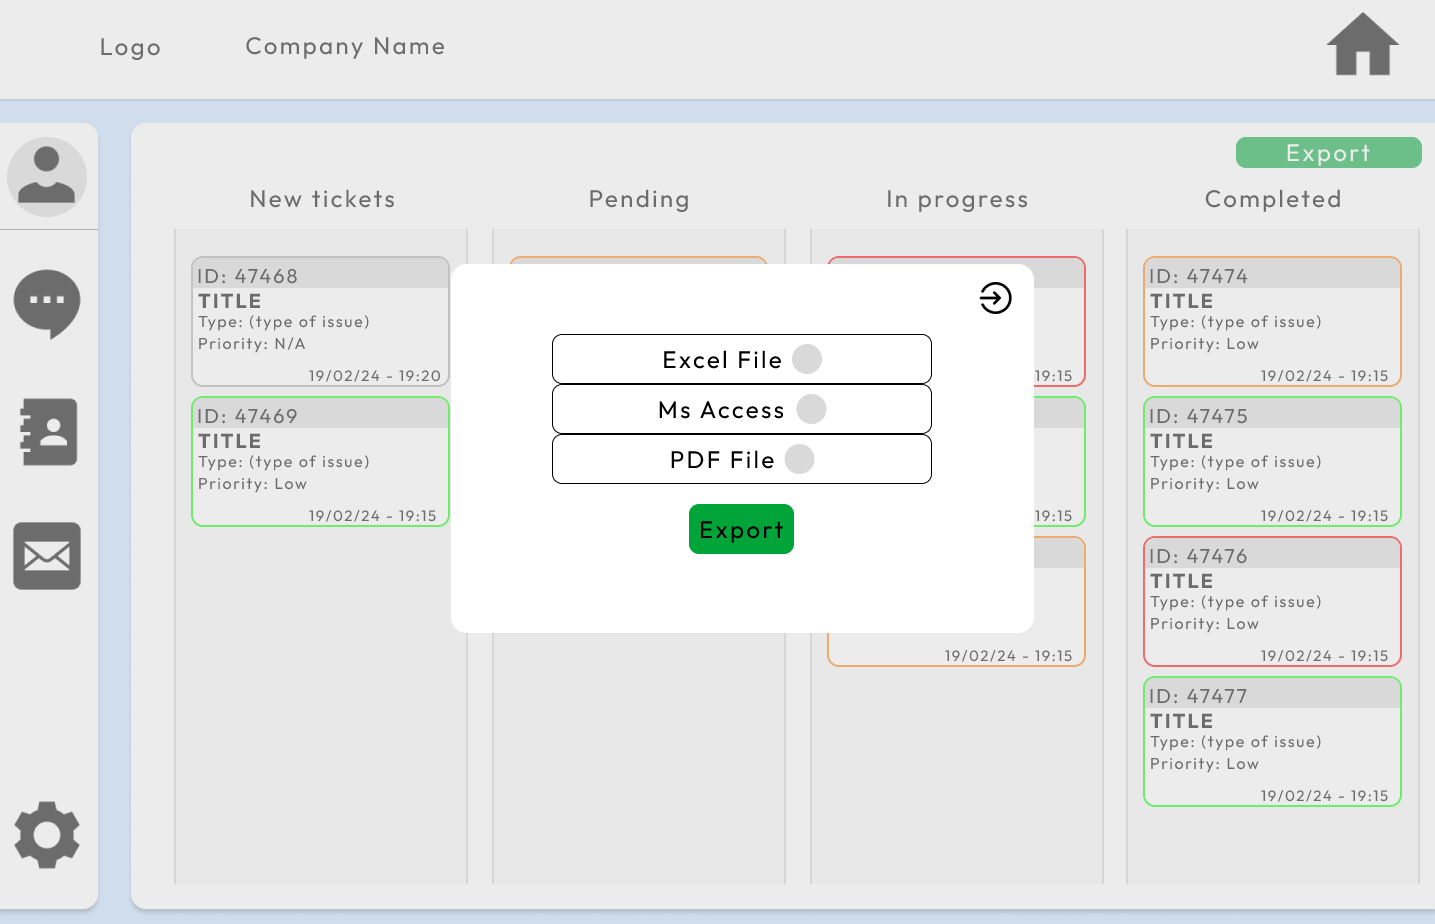 Logo
Company Name
Export
New tickets
Pending
In progress
Completed
ID: 47468
TITLE
Type: (type of issue)
Priority: N/A
19/02/24 - 19:20
ID: 47469
TITLE
Type: (type of issue)
Priority: Low
19/02/24 - 19:15
Excel File
Ms Access
PDF File
Export
19:15
19:15
19/02/24 - 19:15
ID: 47474
TITLE
Type: (type of issue)
Priority: Low
19/02/24 - 19:15
ID: 47475
TITLE
Type: (type of issue)
Priority: Low
19/02/24 - 19:15
ID: 47476
TITLE
Type: (type of issue)
Priority: Low
19/02/24 - 19:15
ID: 47477
TITLE
Type: (type of issue)
Priority: Low
19/02/24 - 19:15